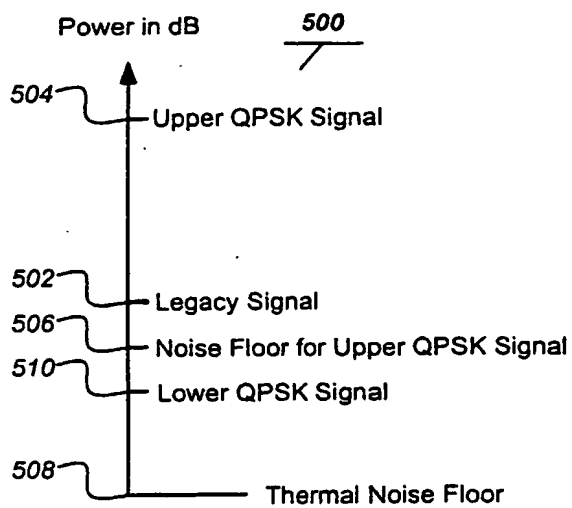 Power in dB
500
504
Upper QPSK Signal
502
Legacy Signal
506
Noise Floor for Upper QPSK Signal
510
Lower QPSK Signal
508
Thermal Noise Floor